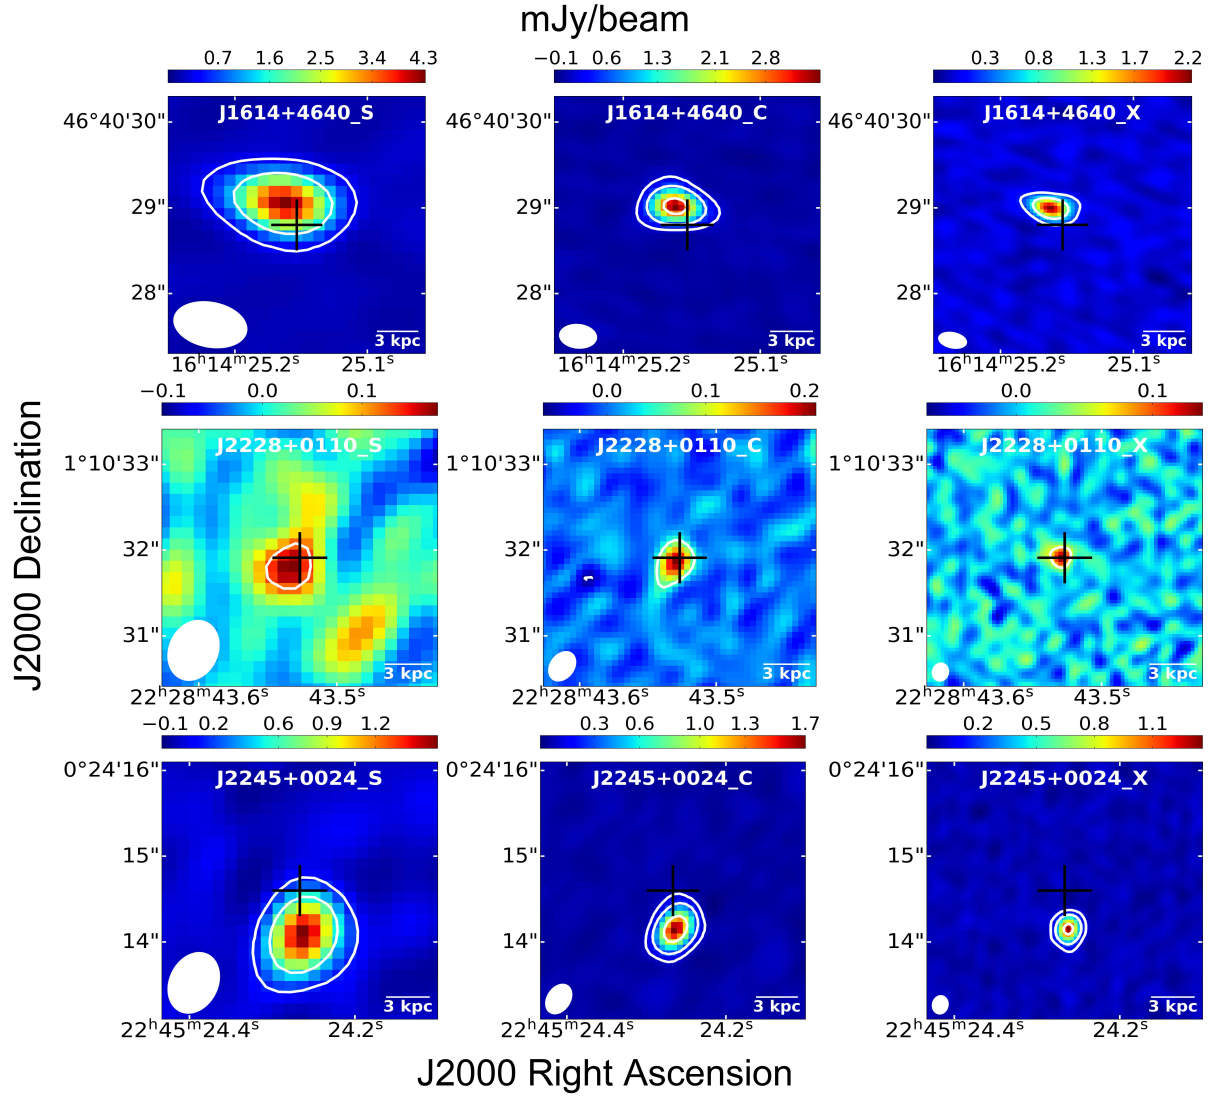 mJy/beam
0.7 1.6 2.5 3.4 4.3
−0.1 0.6 1.3 2.1 2.8
0.3 0.8 1.3 1.7 2.2
J1614+4640_S
J1614+4640_C
J1614+4640_X
46°40'30" 46°40'30" 46°40'30"
29" 29" 29"
28" 28" 28"
3 kpc 3 kpc 3 kpc
16ʰ14ᵐ25.2ˢ 25.1ˢ 16ʰ14ᵐ25.2ˢ 25.1ˢ 16ʰ14ᵐ25.2ˢ 25.1ˢ
−0.1 0.0 0.1
0.0 0.1 0.2
0.0 0.1
J2228+0110_S
J2228+0110_C
J2228+0110_X
1°10'33" 1°10'33" 1°10'33"
32" 32" 32"
31" 31" 31"
3 kpc 3 kpc 3 kpc
22ʰ28ᵐ43.6ˢ 43.5ˢ 22ʰ28ᵐ43.6ˢ 43.5ˢ 22ʰ28ᵐ43.6ˢ 43.5ˢ
−0.1 0.2 0.6 0.9 1.2
0.3 0.6 1.0 1.3 1.7
0.2 0.5 0.8 1.1
J2245+0024_S
J2245+0024_C
J2245+0024_X
0°24'16" 0°24'16" 0°24'16"
15" 15" 15"
14" 14" 14"
3 kpc 3 kpc 3 kpc
22ʰ45ᵐ24.4ˢ 24.2ˢ 22ʰ45ᵐ24.4ˢ 24.2ˢ 22ʰ45ᵐ24.4ˢ 24.2ˢ
J2000 Declination
J2000 Right Ascension